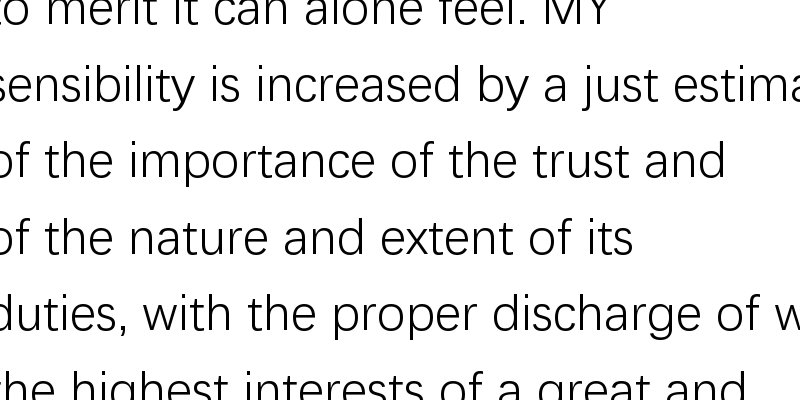 to merit it can alone feel. MY
sensibility is increased by a just
of the importance of the trust and
of the nature and extent of its
duties, with the proper discharge of
the highest interests of a great and